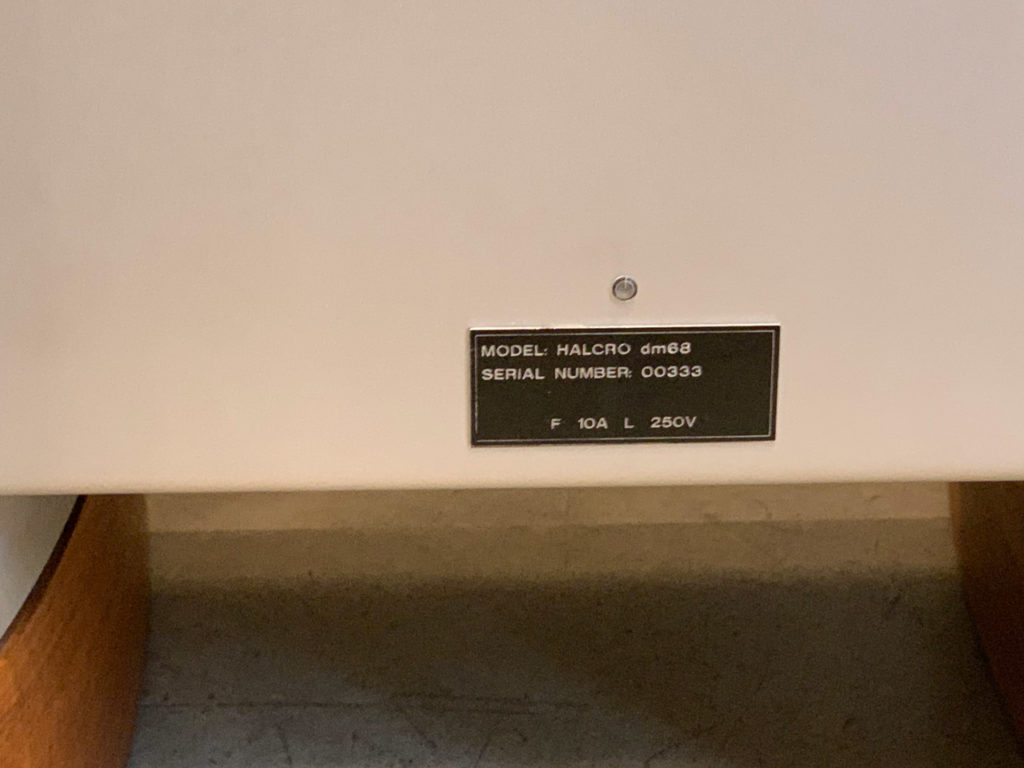 MODEL: HALCRO dm68
SERIAL NUMBER: 00333
F 10A L 250V